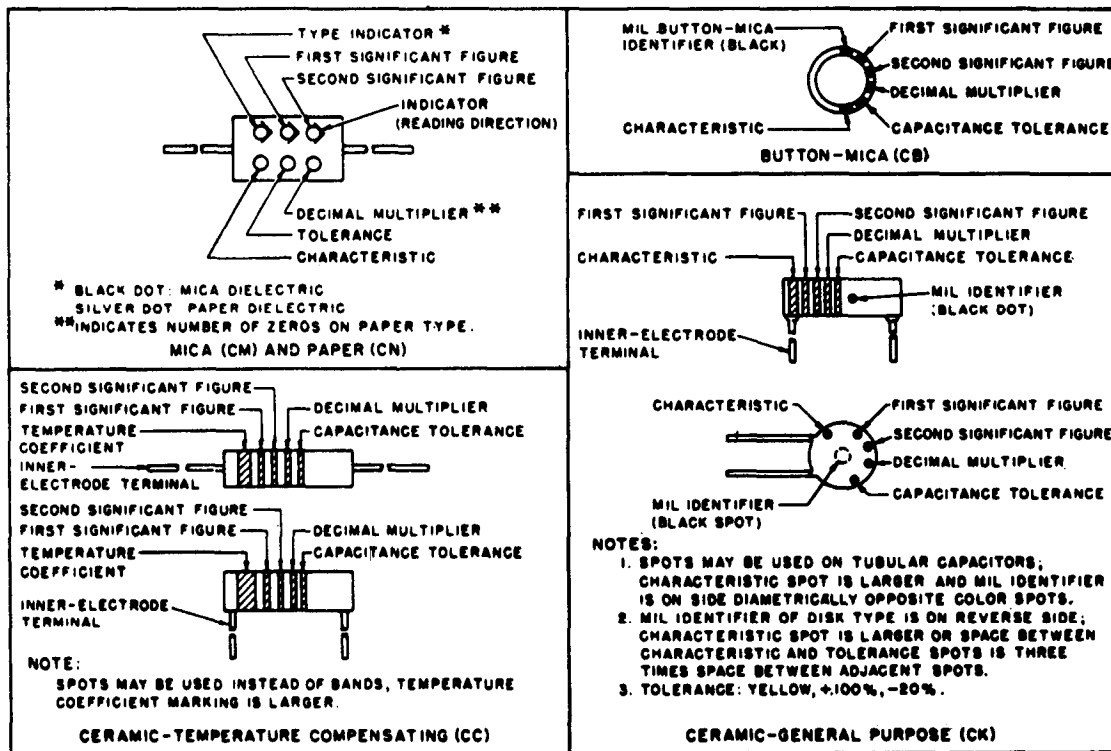 TYPE INDICATOR *
FIRST SIGNIFICANT FIGURE
SECOND SIGNIFICANT FIGURE
INDICATOR
(READING DIRECTION)
DECIMAL MULTIPLIER **
TOLERANCE
CHARACTERISTIC
* BLACK DOT: MICA DIELECTRIC
SILVER DOT PAPER DIELECTRIC
** INDICATES NUMBER OF ZEROS ON PAPER TYPE.
MICA (CM) AND PAPER (CN)
MIL BUTTON-MICA
IDENTIFIER (BLACK)
FIRST SIGNIFICANT FIGURE
SECOND SIGNIFICANT FIGURE
DECIMAL MULTIPLIER
CHARACTERISTIC
CAPACITANCE TOLERANCE
BUTTON-MICA (CB)
SECOND SIGNIFICANT FIGURE
FIRST SIGNIFICANT FIGURE
DECIMAL MULTIPLIER
TEMPERATURE
COEFFICIENT
CAPACITANCE TOLERANCE
INNER-
ELECTRODE TERMINAL
SECOND SIGNIFICANT FIGURE
FIRST SIGNIFICANT FIGURE
DECIMAL MULTIPLIER
TEMPERATURE
COEFFICIENT
CAPACITANCE TOLERANCE
INNER-ELECTRODE
TERMINAL
NOTE:
SPOTS MAY BE USED INSTEAD OF BANDS, TEMPERATURE
COEFFICIENT MARKING IS LARGER.
CERAMIC-TEMPERATURE COMPENSATING (CC)
FIRST SIGNIFICANT FIGURE
SECOND SIGNIFICANT FIGURE
DECIMAL MULTIPLIER
CHARACTERISTIC
CAPACITANCE TOLERANCE
MIL IDENTIFIER
(BLACK DOT)
INNER-ELECTRODE
TERMINAL
CHARACTERISTIC
FIRST SIGNIFICANT FIGURE
SECOND SIGNIFICANT FIGURE
DECIMAL MULTIPLIER
CAPACITANCE TOLERANCE
MIL IDENTIFIER
(BLACK SPOT)
NOTES:
1. SPOTS MAY BE USED ON TUBULAR CAPACITORS;
CHARACTERISTIC SPOT IS LARGER AND MIL IDENTIFIER
IS ON SIDE DIAMETRICALLY OPPOSITE COLOR SPOTS.
2. MIL IDENTIFIER OF DISK TYPE IS ON REVERSE SIDE;
CHARACTERISTIC SPOT IS LARGER OR SPACE BETWEEN
CHARACTERISTIC AND TOLERANCE SPOTS IS THREE
TIMES SPACE BETWEEN ADJACENT SPOTS.
3. TOLERANCE: YELLOW, +100%, -20%.
CERAMIC-GENERAL PURPOSE (CK)